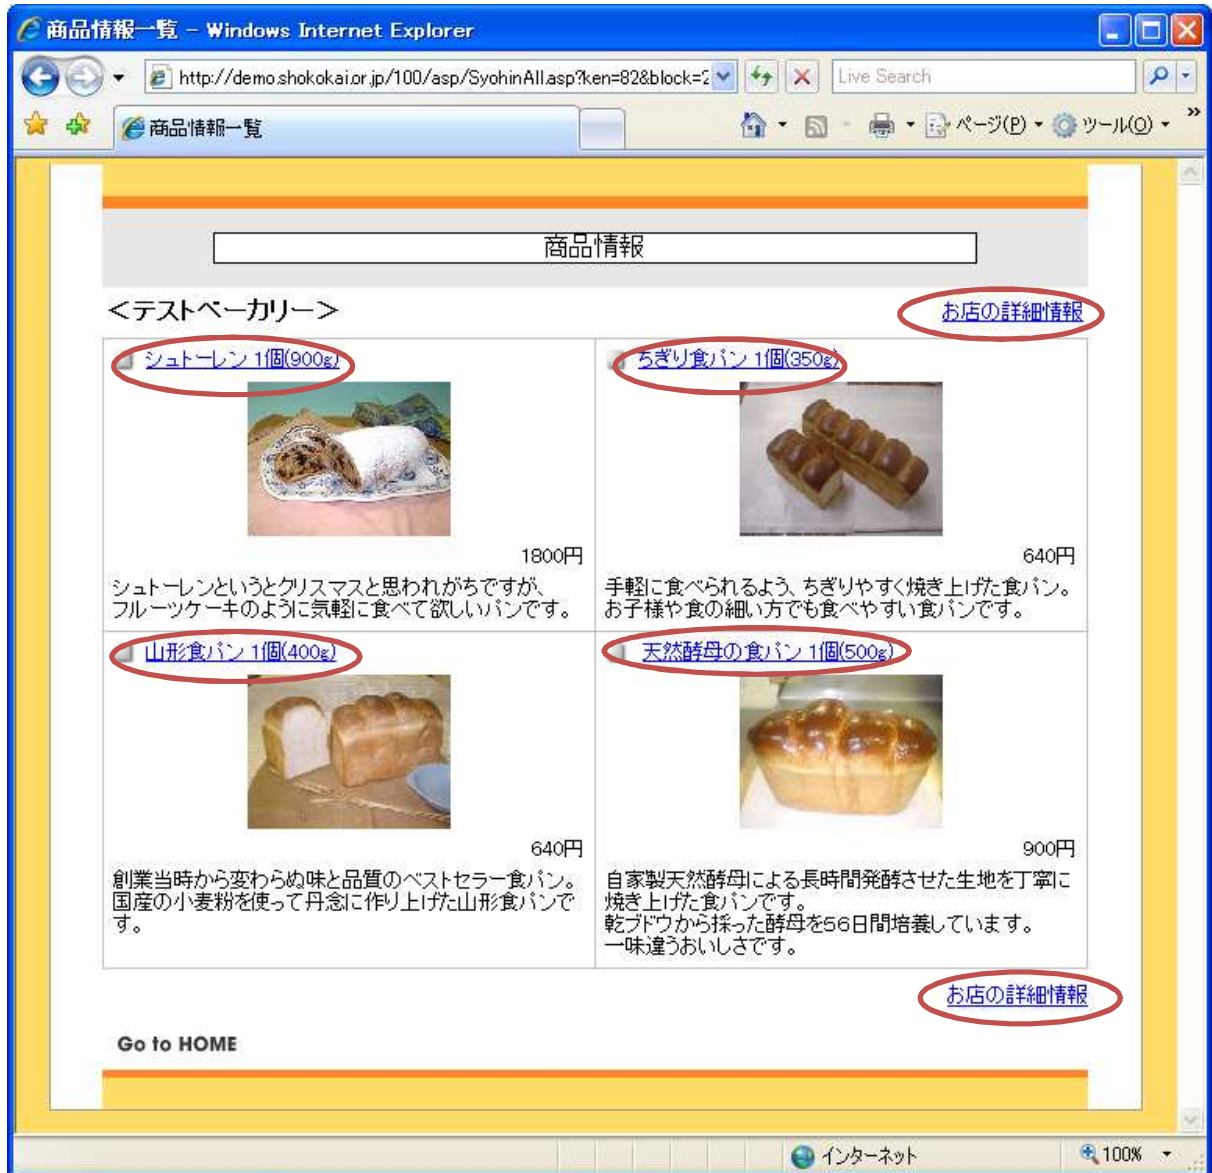 商品情報一覧 - Windows Internet Explorer
http://demo.shokokai.or.jp/100/asp/SyohinAll.asp?ken=82&block=2
Live Search
商品情報一覧
ページ(P)
ツール(O)
商品情報
＜テストベーカリー＞
お店の詳細情報
シュトーレン 1個(900g)
ちぎり食パン 1個(350g)
1800円
640円
シュトーレンというとクリスマスと思われがちですが、
フルーツケーキのように気軽に食べて欲しいパンです。
手軽に食べられるよう、ちぎりやすく焼き上げた食パン。
お子様や食の細い方でも食べやすい食パンです。
山形食パン 1個(400g)
天然酵母の食パン 1個(500g)
640円
900円
創業当時から変わらぬ味と品質のベストセラー食パン。
国産の小麦粉を使って丹念に作り上げた山形食パンで
す。
自家製天然酵母による長時間発酵させた生地を丁寧に
焼き上げた食パンです。
乾ブドウから採った酵母を56日間培養しています。
一味違うおいしさです。
お店の詳細情報
Go to HOME
インターネット
100%